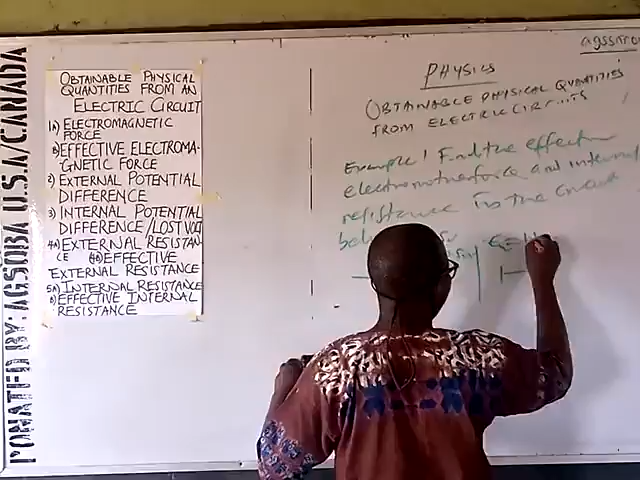 DONATED BY: AGSOBA U.S.A/CANADA
OBTAINABLE PHYSICAL
QUANTITIES FROM AN
ELECTRIC CIRCUIT
1A) ELECTROMAGNETIC
FORCE
B) EFFECTIVE ELECTROMA-
GNETIC FORCE
2) EXTERNAL POTENTIAL
DIFFERENCE
3) INTERNAL POTENTIAL
DIFFERENCE/LOST VOLT
4A) EXTERNAL RESISTAN-
CE (B) EFFECTIVE
EXTERNAL RESISTANCE
5A) INTERNAL RESISTANCE
B) EFFECTIVE INTERNAL
RESISTANCE
PHYSICS
OBTAINABLE PHYSICAL QUANTITIES
FROM ELECTRIC CIRCUITS
Example 1 Find the effective
electromotive force and internal
resistance in the circuit